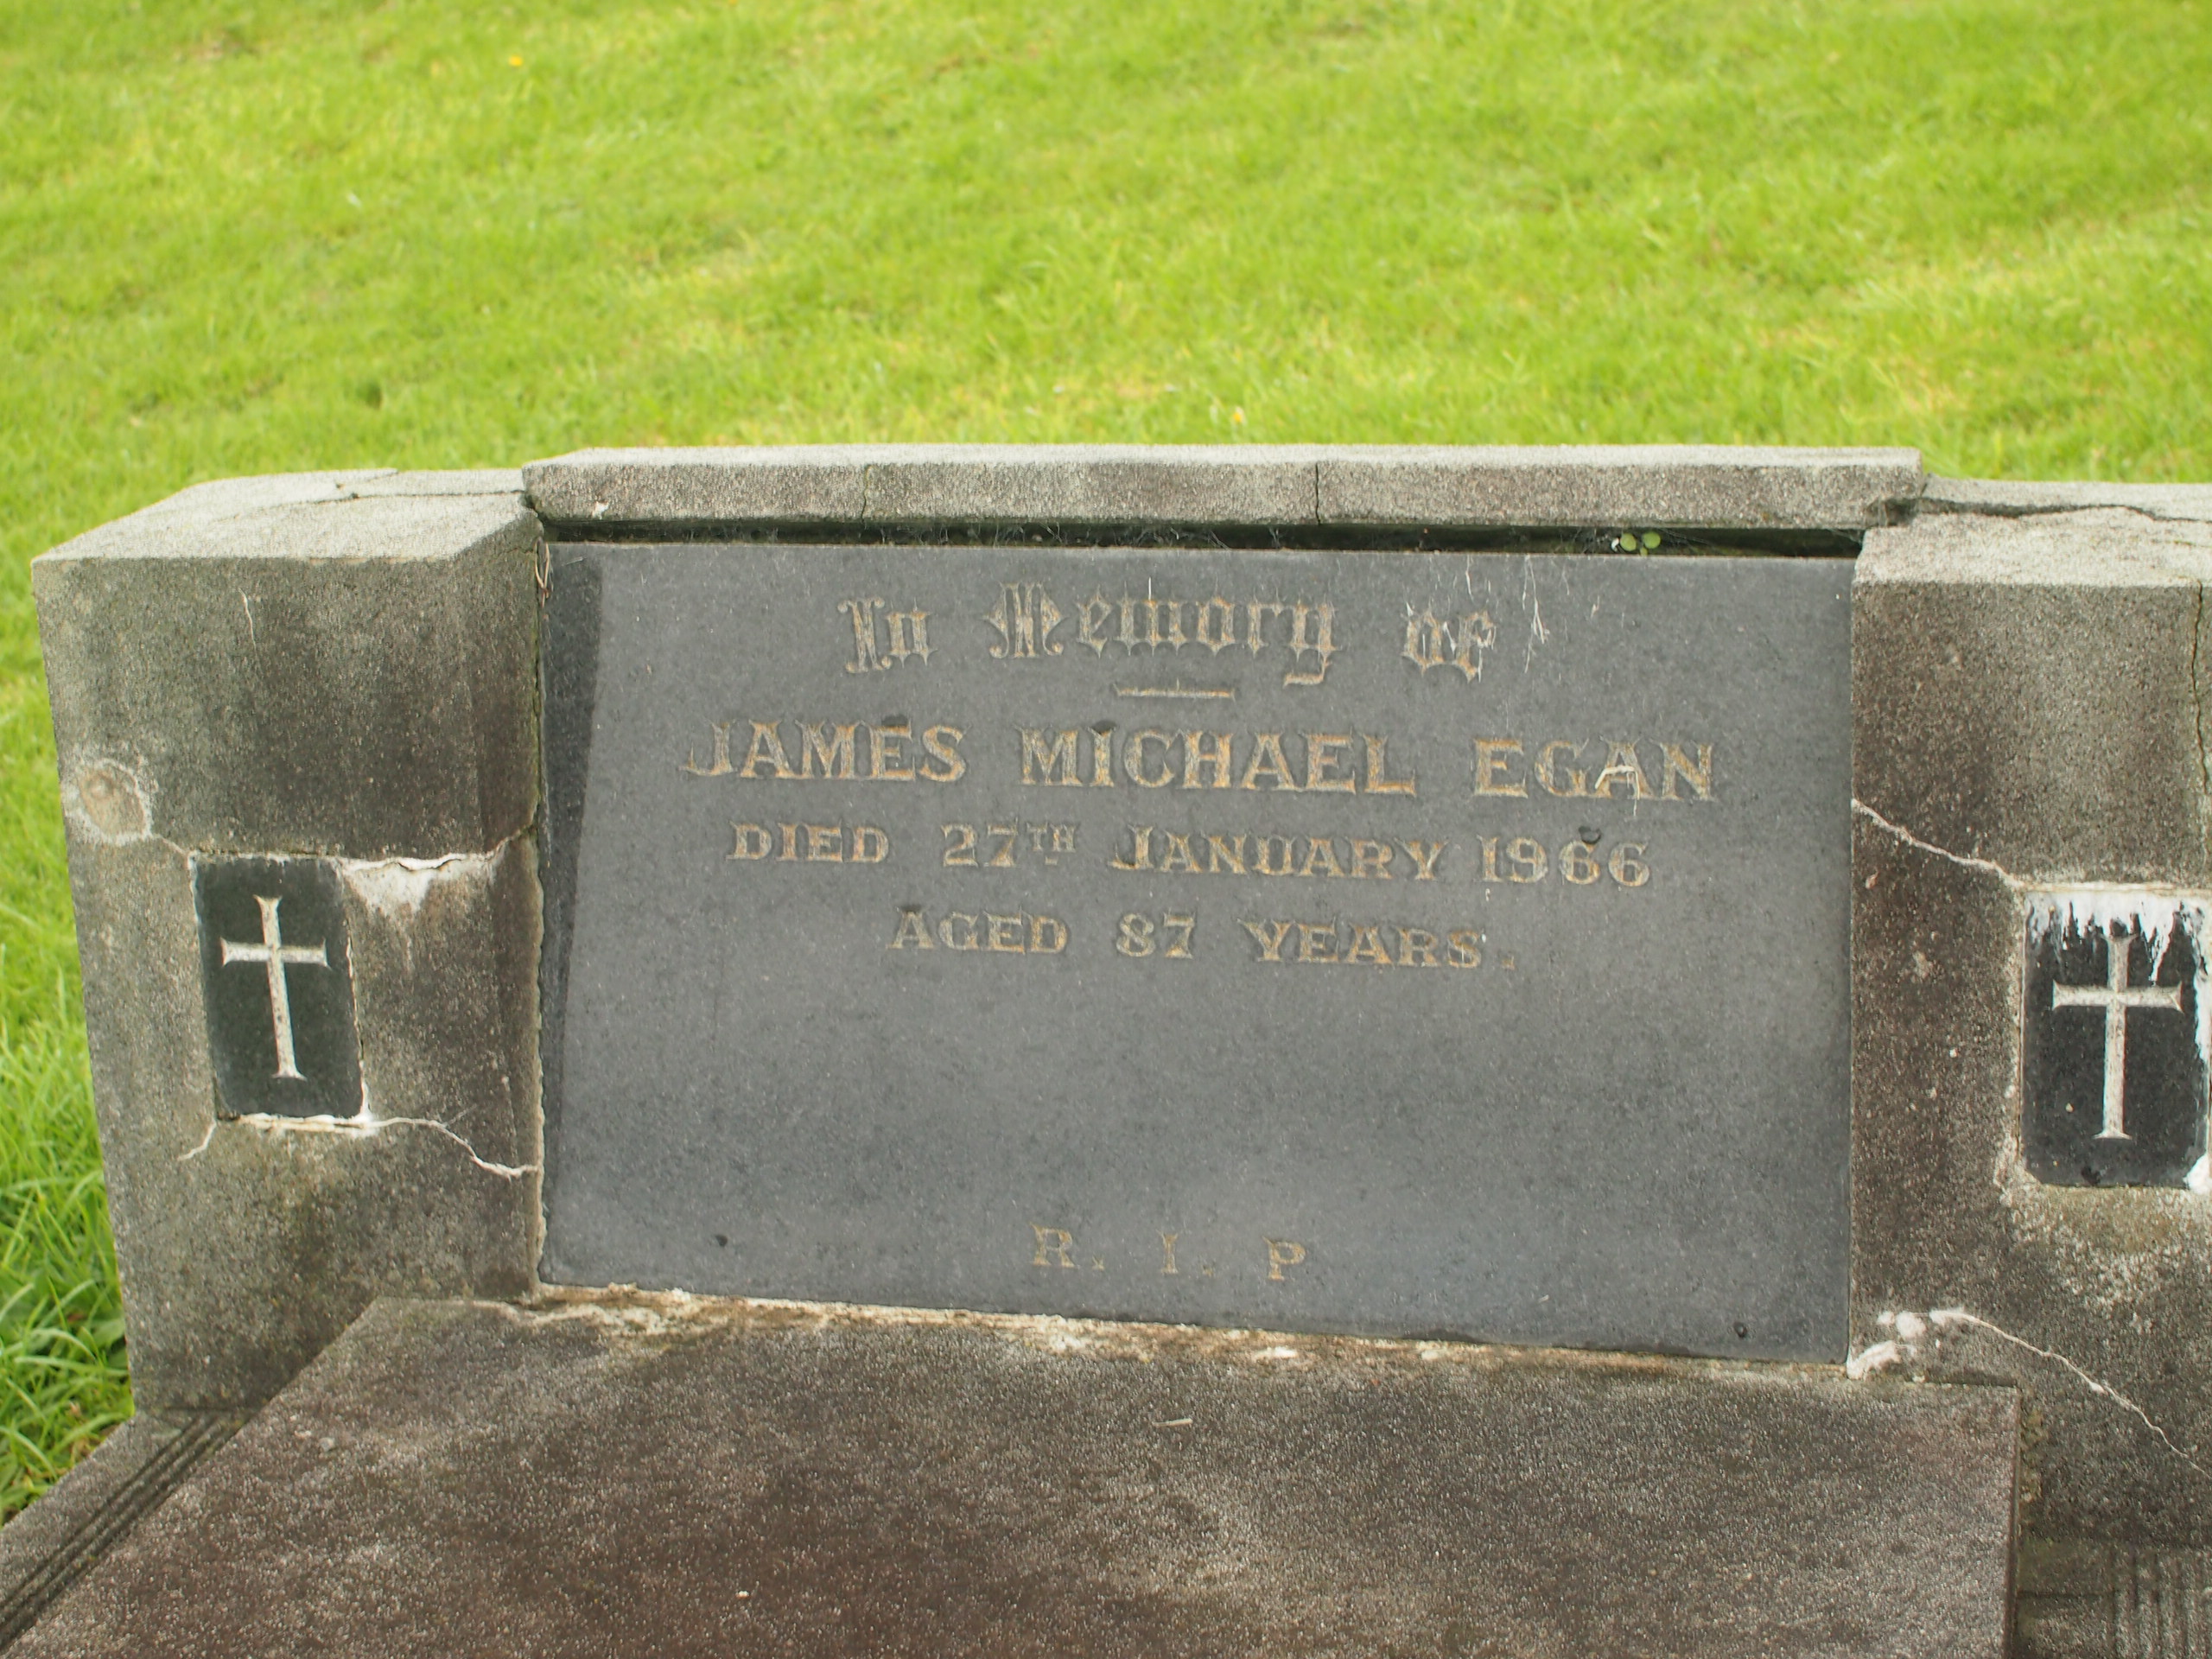 In Memory of
JAMES MICHAEL EGAN
DIED 27TH JANUARY 1966
AGED 87 YEARS.
R. I. P